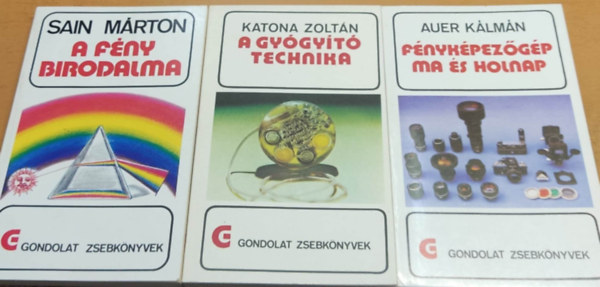 SAIN MÁRTON
A FÉNY
BIRODALMA
GONDOLAT ZSEBKÖNYVEK
KATONA ZOLTÁN
A GYÓGYÍTÓ
TECHNIKA
GONDOLAT ZSEBKÖNYVEK
AUER KÁLMÁN
FÉNYKÉPEZŐGÉP
MA ÉS HOLNAP
GONDOLAT ZSEBKÖNYVEK